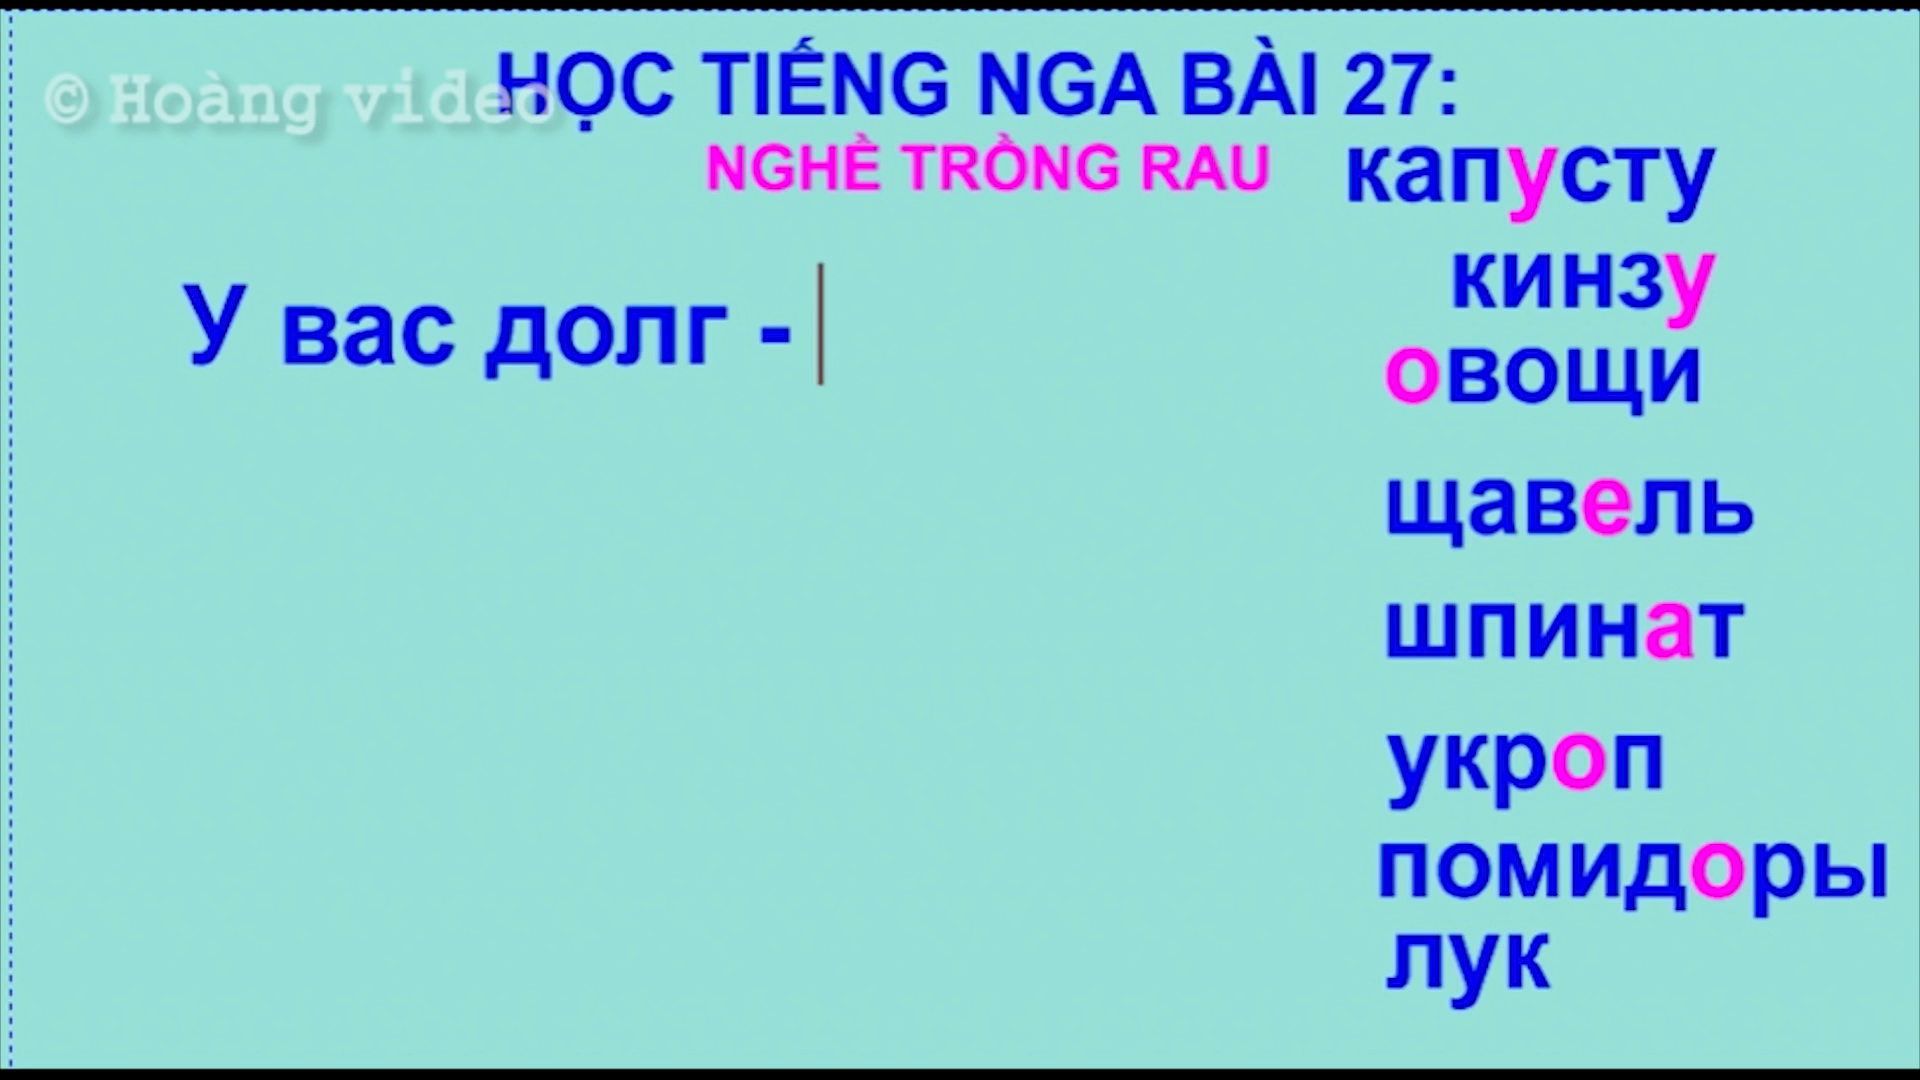 © Hoàng video
HỌC TIẾNG NGA BÀI 27:
NGHỀ TRỒNG RAU
капусту
кинзу
У вас долг -
овощи
щавель
шпинат
укроп
помидоры
лук